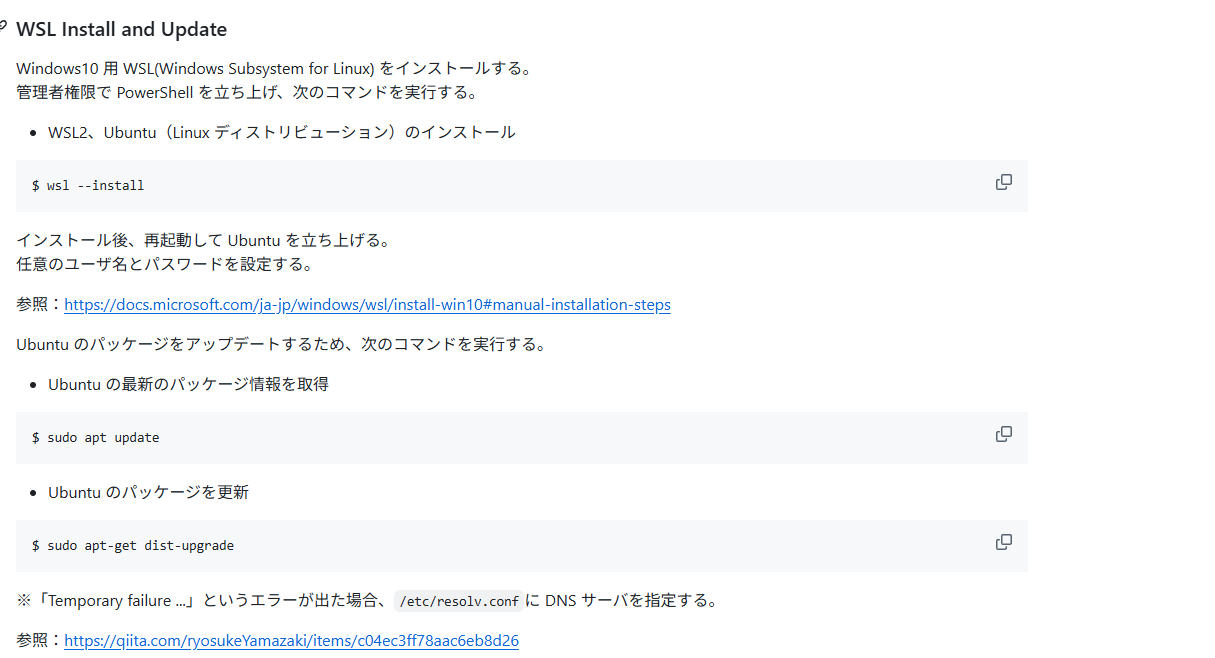 WSL Install and Update
Windows10 用 WSL(Windows Subsystem for Linux) をインストールする。
管理者権限で PowerShell を立ち上げ、次のコマンドを実行する。
• WSL2、Ubuntu（Linux ディストリビューション）のインストール
$ wsl --install
インストール後、再起動して Ubuntu を立ち上げる。
任意のユーザ名とパスワードを設定する。
参照：https://docs.microsoft.com/ja-jp/windows/wsl/install-win10#manual-installation-steps
Ubuntu のパッケージをアップデートするため、次のコマンドを実行する。
• Ubuntu の最新のパッケージ情報を取得
$ sudo apt update
• Ubuntu のパッケージを更新
$ sudo apt-get dist-upgrade
※「Temporary failure ...」というエラーが出た場合、 /etc/resolv.conf に DNS サーバを指定する。
参照：https://qiita.com/ryosukeYamazaki/items/c04ec3ff78aac6eb8d26